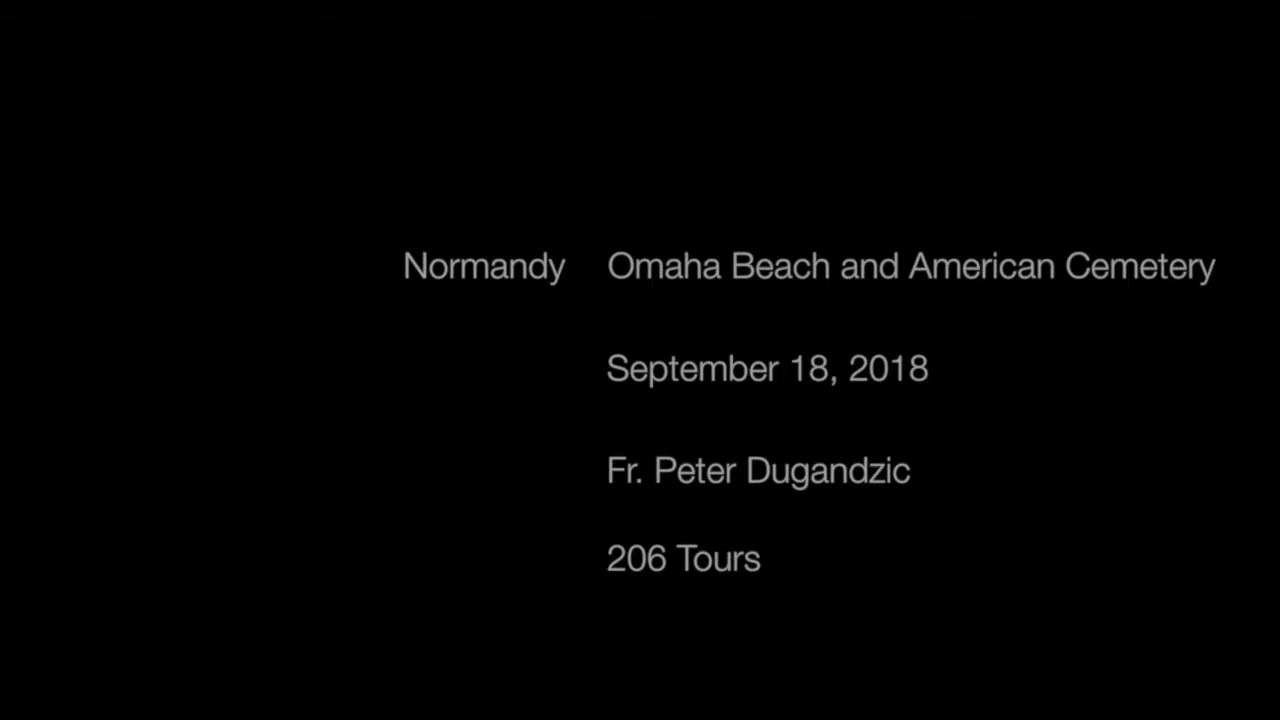 Normandy Omaha Beach and American Cemetery
September 18, 2018
Fr. Peter Dugandzic
206 Tours